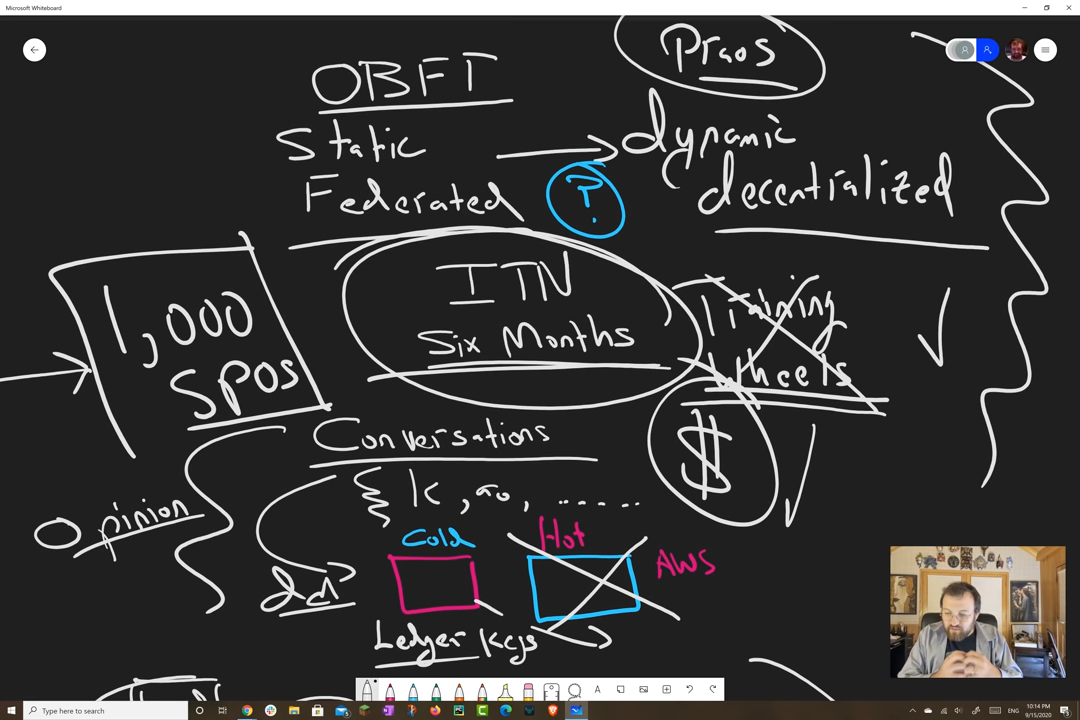 Microsoft Whiteboard
Praos
OBFT
Static
dynamic
Federated
?
decentralized
1,000
SPOs
ITN
Six Months
Training
Wheels
$
Conversations
Opinion
K, a0, ......
Cold
Hot
AWS
Ledger Keys
A
Type here to search
10:14 PM
9/15/2020